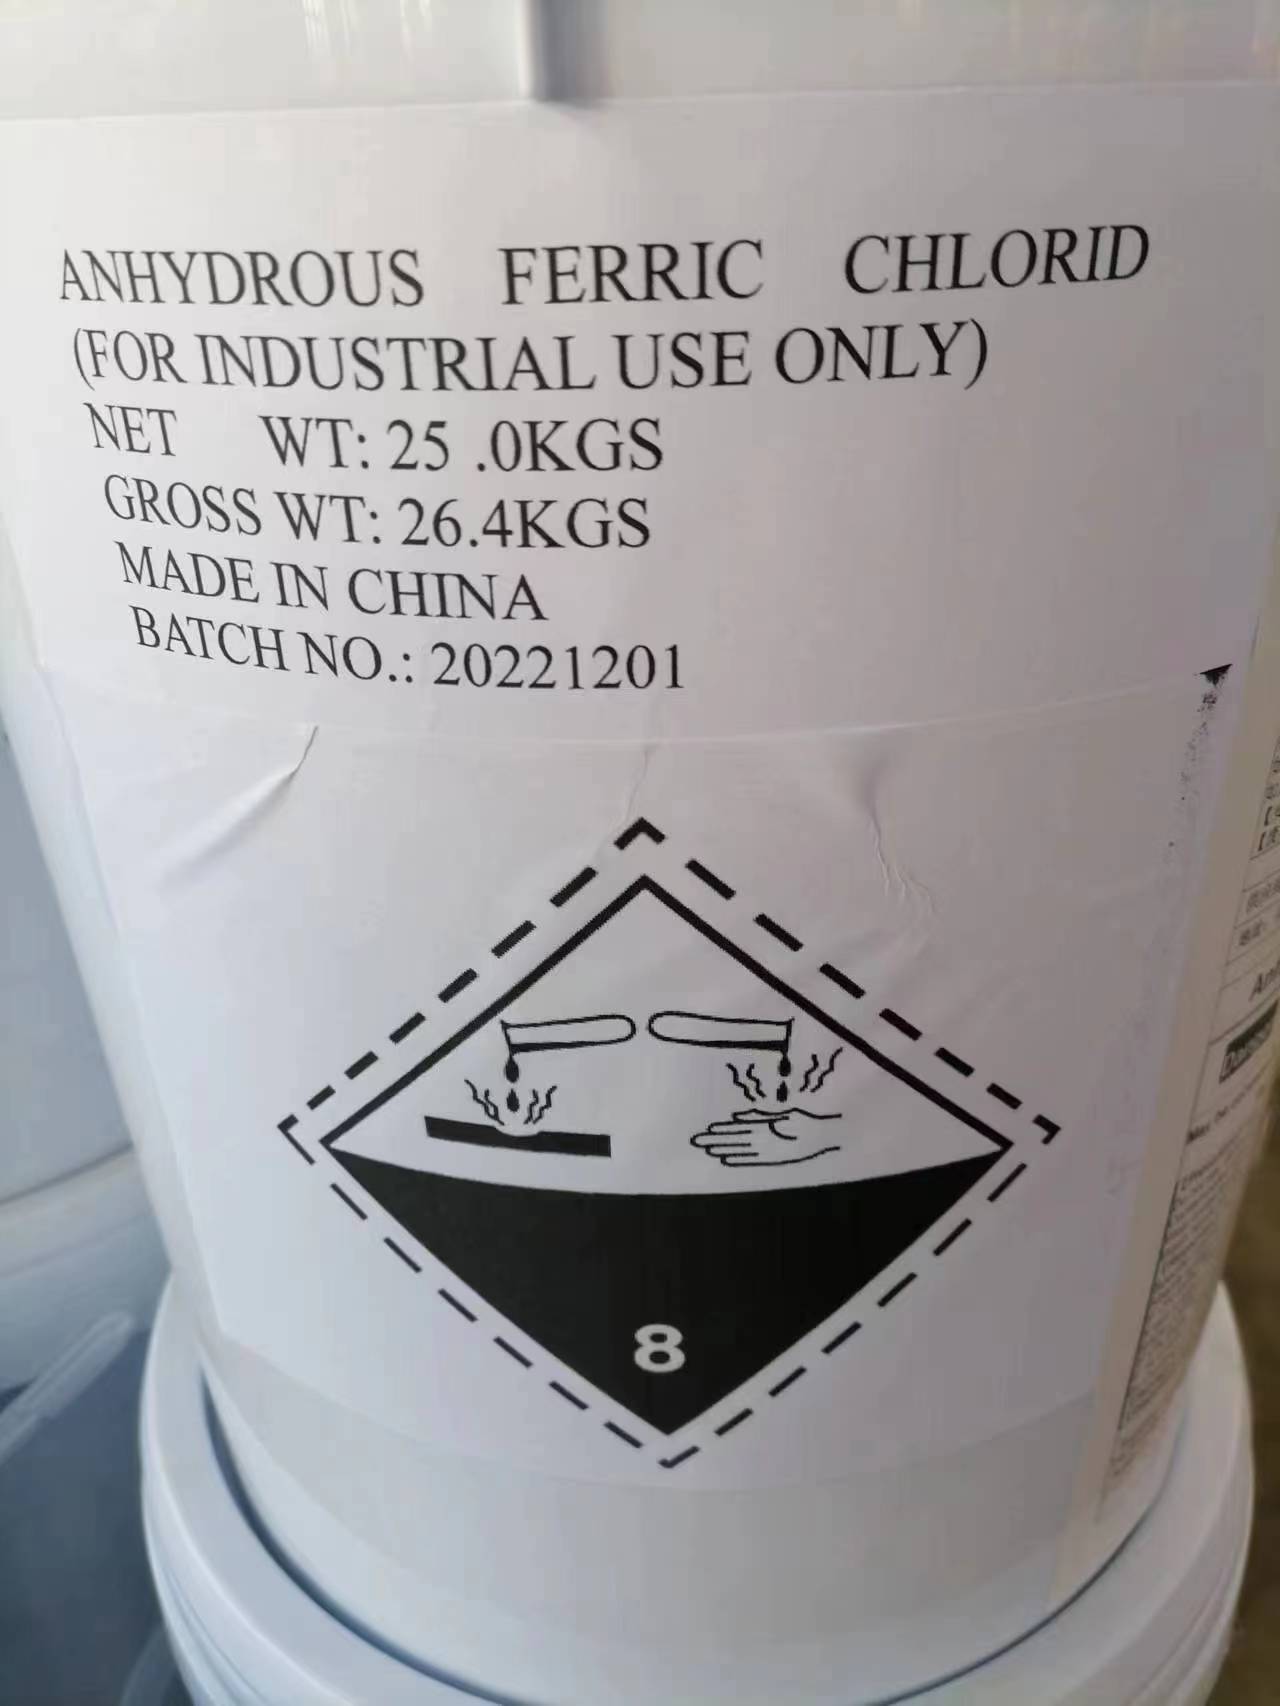 ANHYDROUS FERRIC CHLORID
(FOR INDUSTRIAL USE ONLY)
NET WT: 25 .0KGS
GROSS WT: 26.4KGS
MADE IN CHINA
BATCH NO.: 20221201
8